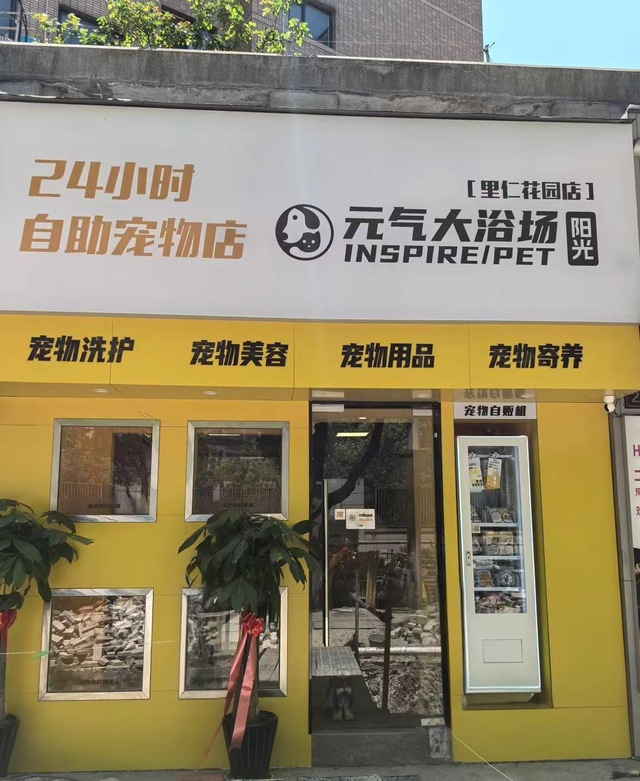 24小时
自助宠物店
[里仁花园店]
元气大浴场
阳光
INSPIRE/PET
宠物洗护
宠物美容
宠物用品
宠物寄养
宠物自贩机